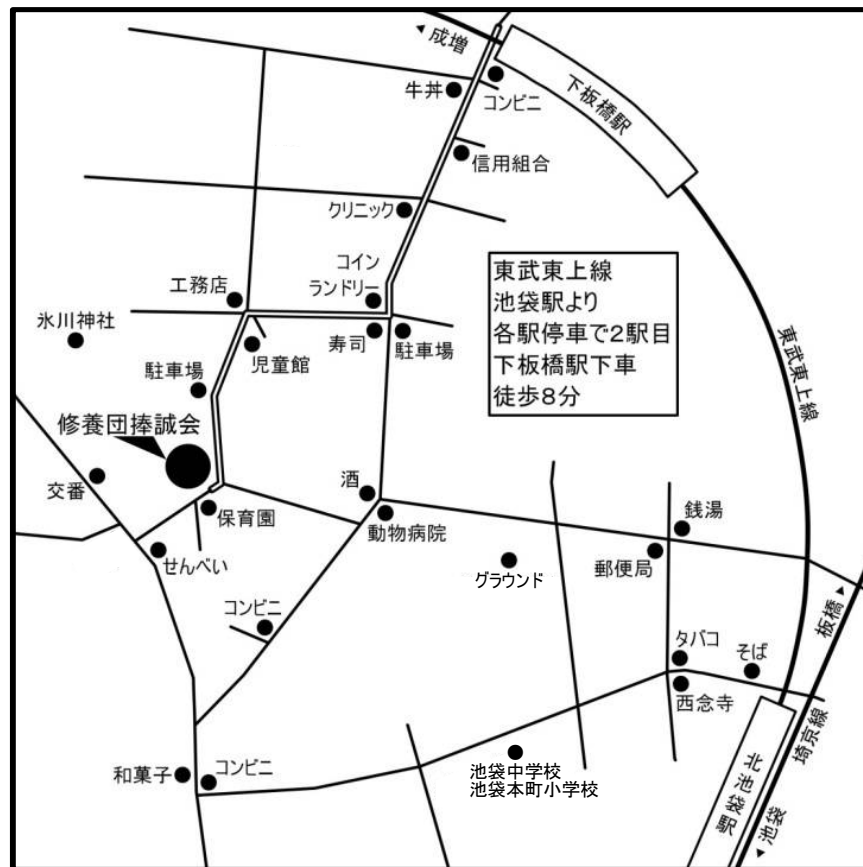 ◀成増
下板橋駅
牛丼
コンビニ
信用組合
クリニック
コイン
ランドリー
東武東上線
池袋駅より
各駅停車で2駅目
下板橋駅下車
徒歩8分
工務店
氷川神社
児童館
寿司
駐車場
東武東上線
駐車場
修養団捧誠会
交番
酒
保育園
動物病院
銭湯
せんべい
グラウンド
郵便局
コンビニ
板橋▶
タバコ
そば
西念寺
埼京線
和菓子
コンビニ
池袋中学校
池袋本町小学校
北池袋駅
◀池袋